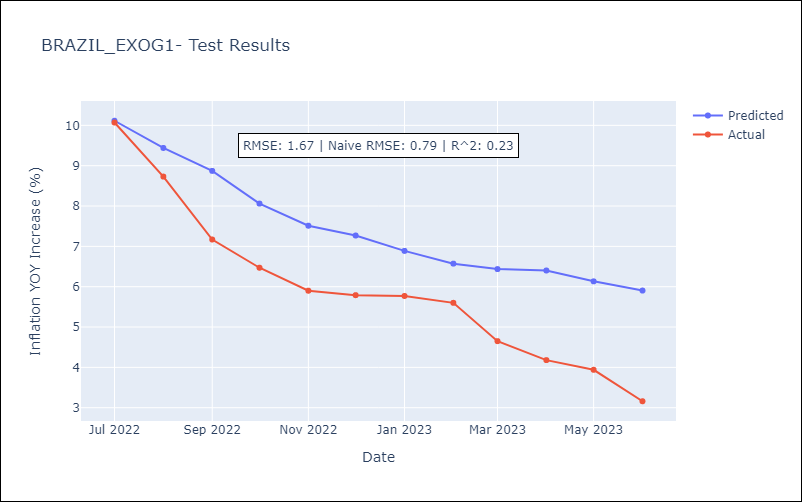 BRAZIL_EXOG1- Test Results
Predicted
Actual
RMSE: 1.67 | Naive RMSE: 0.79 | R^2: 0.23
Inflation YOY Increase (%)
10
9
8
7
6
5
4
3
Jul 2022
Sep 2022
Nov 2022
Jan 2023
Mar 2023
May 2023
Date